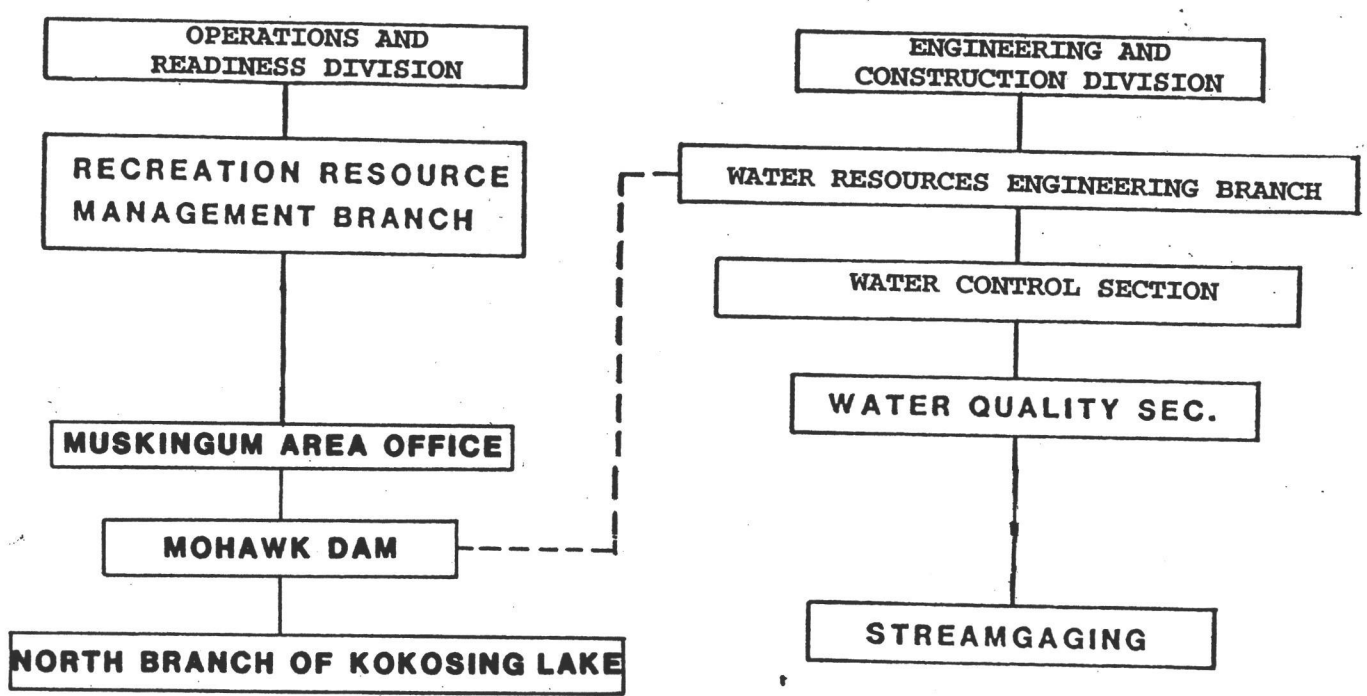 OPERATIONS AND
READINESS DIVISION
RECREATION RESOURCE
MANAGEMENT BRANCH
MUSKINGUM AREA OFFICE
MOHAWK DAM
NORTH BRANCH OF KOKOSING LAKE
ENGINEERING AND
CONSTRUCTION DIVISION
WATER RESOURCES ENGINEERING BRANCH
WATER CONTROL SECTION
WATER QUALITY SEC.
STREAMGAGING